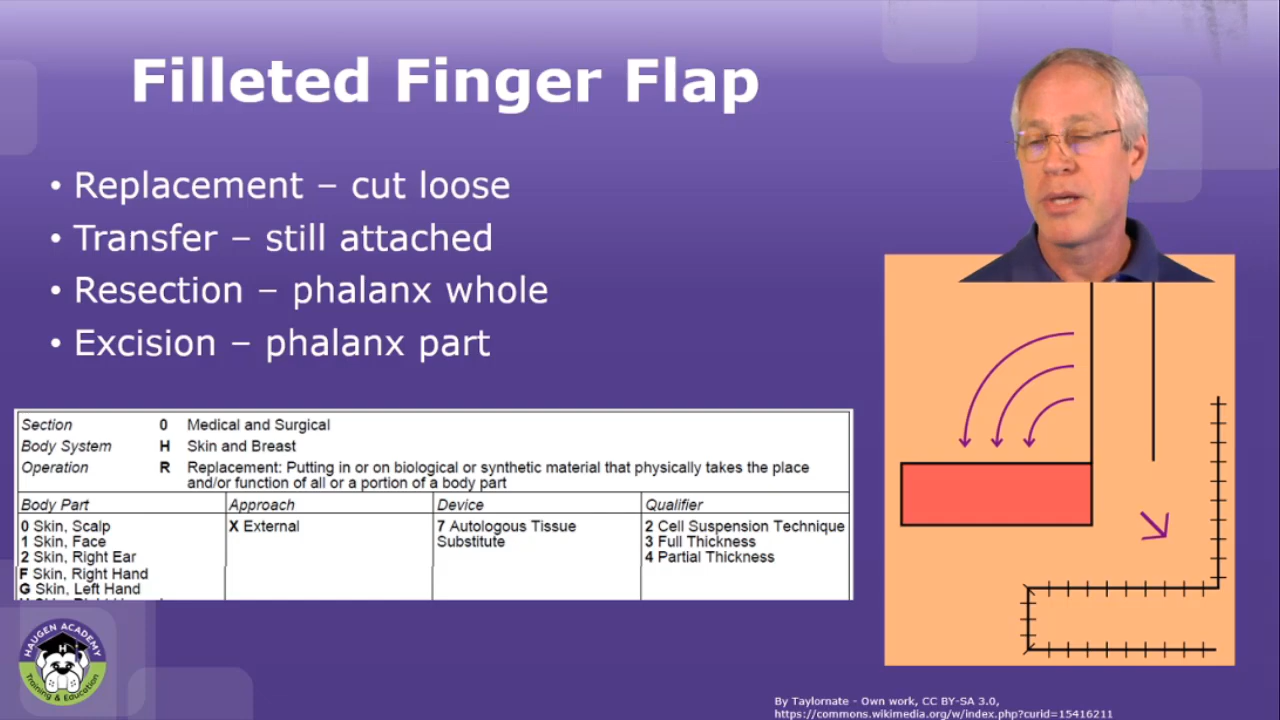 Filleted Finger Flap
• Replacement – cut loose
• Transfer – still attached
• Resection – phalanx whole
• Excision – phalanx part
Section 0 Medical and Surgical
Body System H Skin and Breast
Operation R Replacement: Putting in or on biological or synthetic material that physically takes the place
and/or function of all or a portion of a body part
Body Part Approach Device Qualifier
0 Skin, Scalp X External 7 Autologous Tissue 2 Cell Suspension Technique
1 Skin, Face Substitute 3 Full Thickness
2 Skin, Right Ear 4 Partial Thickness
F Skin, Right Hand
G Skin, Left Hand
HAUGEN ACADEMY
H
Training & Education
By Taylornate - Own work, CC BY-SA 3.0,
https://commons.wikimedia.org/w/index.php?curid=15416211